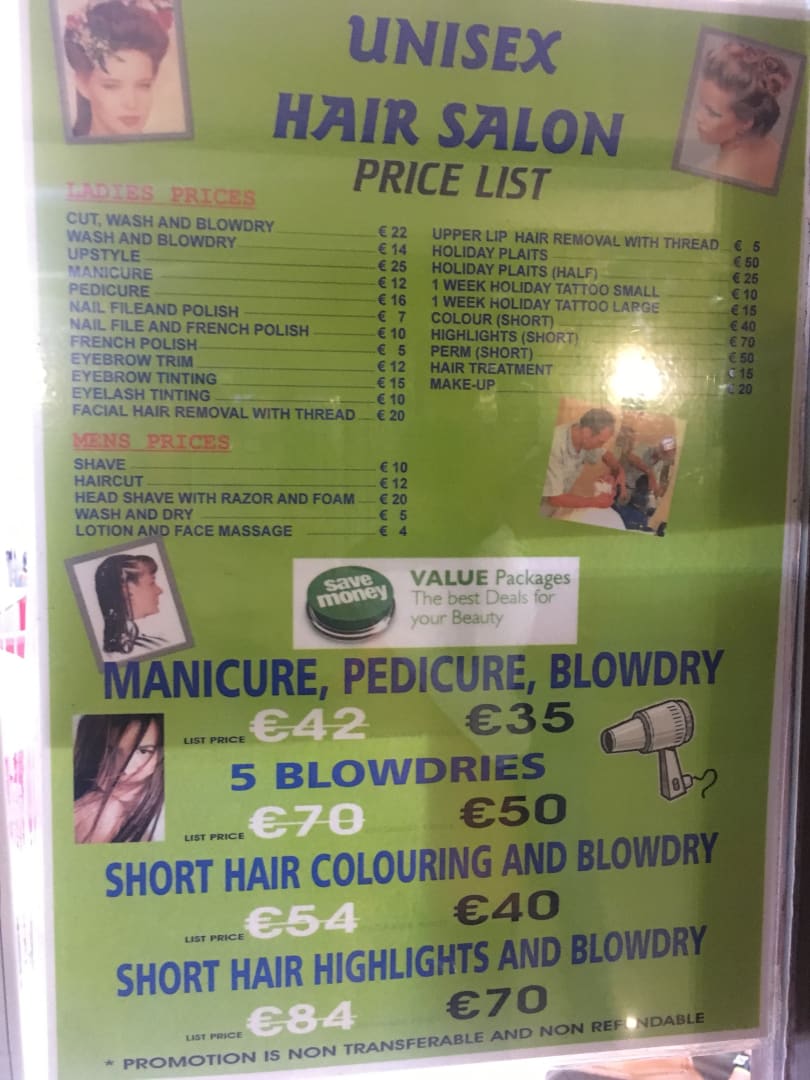 UNISEX
HAIR SALON
PRICE LIST
LADIES PRICES
CUT, WASH AND BLOWDRY € 22
WASH AND BLOWDRY € 14
UPSTYLE € 25
MANICURE € 12
PEDICURE € 16
NAIL FILEAND POLISH € 7
NAIL FILE AND FRENCH POLISH € 10
FRENCH POLISH € 5
EYEBROW TRIM € 12
EYEBROW TINTING € 15
EYELASH TINTING € 10
FACIAL HAIR REMOVAL WITH THREAD € 20
UPPER LIP HAIR REMOVAL WITH THREAD € 5
HOLIDAY PLAITS € 50
HOLIDAY PLAITS (HALF) € 25
1 WEEK HOLIDAY TATTOO SMALL € 10
1 WEEK HOLIDAY TATTOO LARGE € 15
COLOUR (SHORT) € 40
HIGHLIGHTS (SHORT) € 70
PERM (SHORT) € 50
HAIR TREATMENT € 15
MAKE-UP € 20
MENS PRICES
SHAVE € 10
HAIRCUT € 12
HEAD SHAVE WITH RAZOR AND FOAM € 20
WASH AND DRY € 5
LOTION AND FACE MASSAGE € 4
save
money
VALUE Packages
The best Deals for
your Beauty
MANICURE, PEDICURE, BLOWDRY
LIST PRICE €42 €35
5 BLOWDRIES
LIST PRICE €70 €50
SHORT HAIR COLOURING AND BLOWDRY
LIST PRICE €54 €40
SHORT HAIR HIGHLIGHTS AND BLOWDRY
LIST PRICE €84 €70
* PROMOTION IS NON TRANSFERABLE AND NON REFUNDABLE